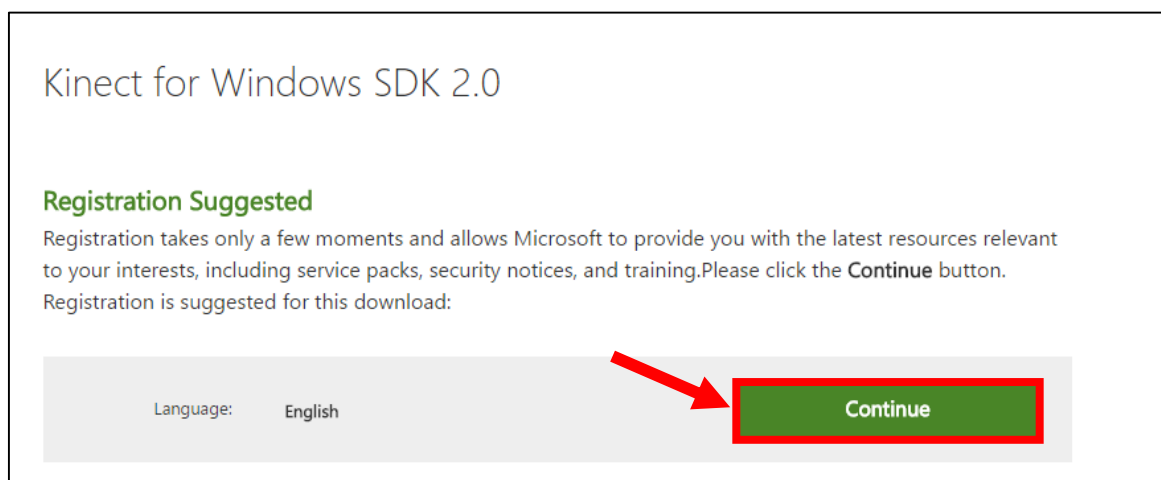 Kinect for Windows SDK 2.0
Registration Suggested
Registration takes only a few moments and allows Microsoft to provide you with the latest resources relevant
to your interests, including service packs, security notices, and training.Please click the Continue button.
Registration is suggested for this download:
Language: English Continue